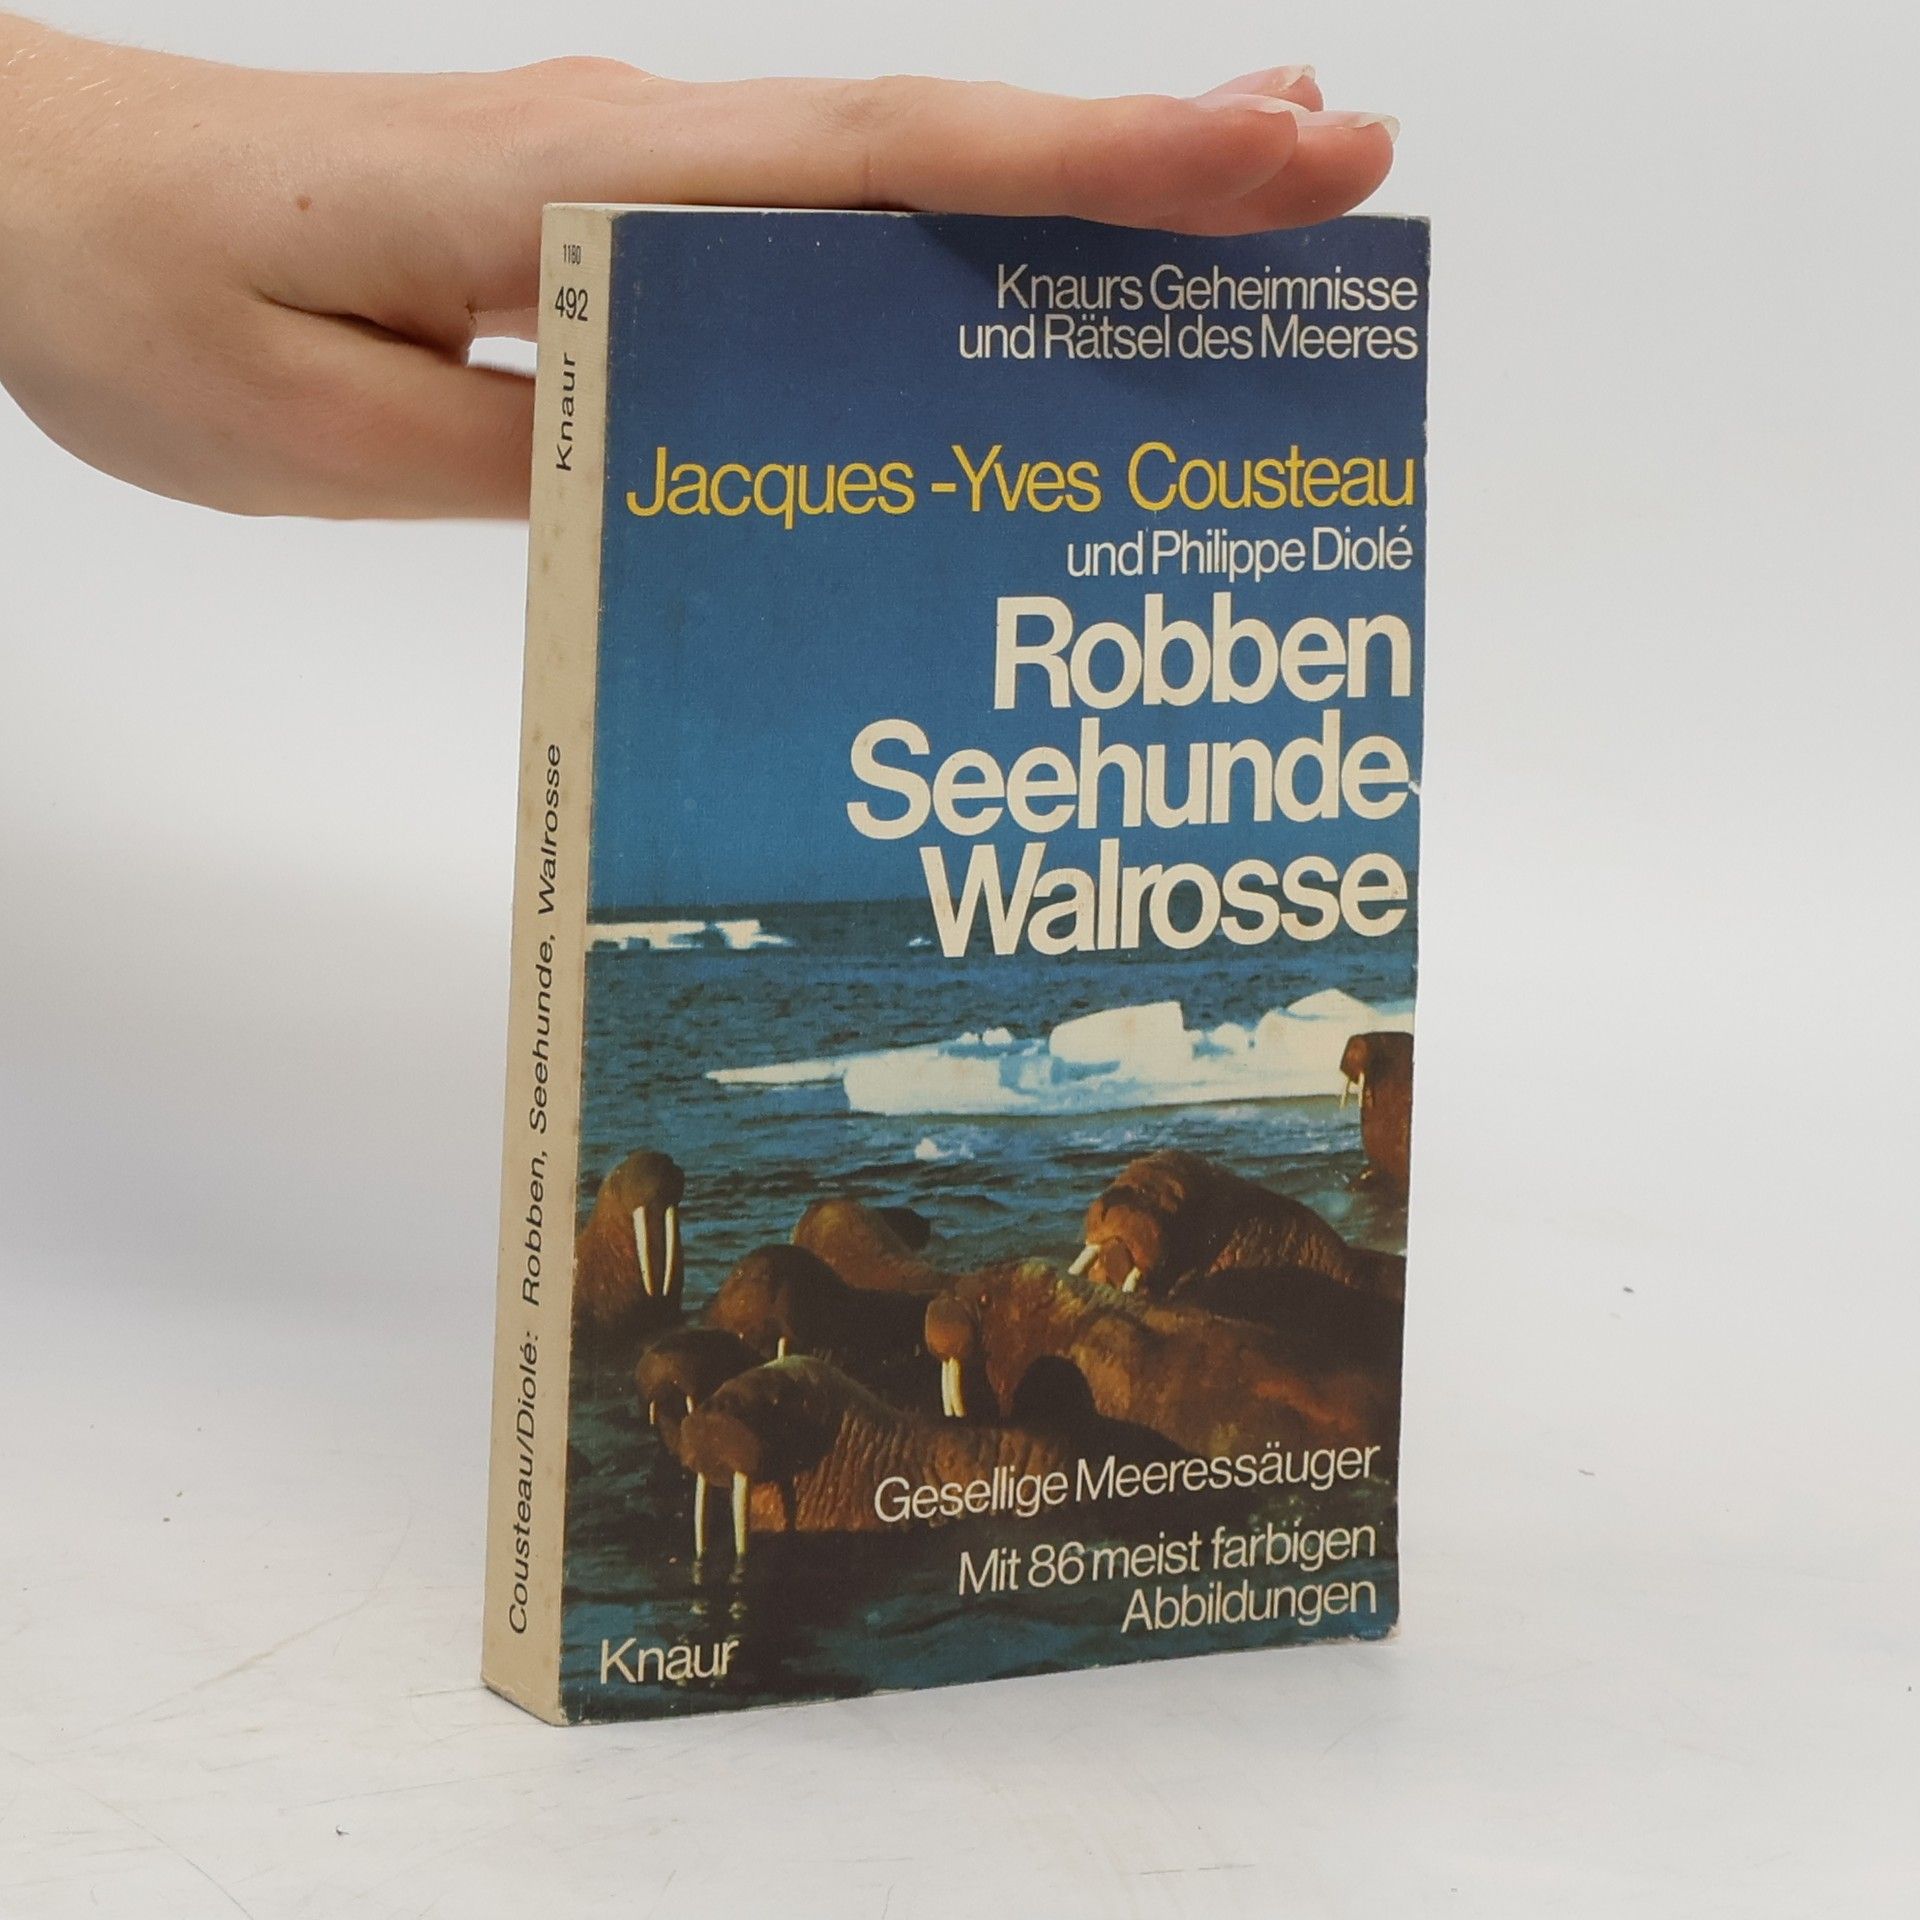 1180
492
Knaur
Cousteau/Diolé: Robben, Seehunde, Walrosse
Knaurs Geheimnisse
und Rätsel des Meeres
Jacques-Yves Cousteau
und Philippe Diolé
Robben
Seehunde
Walrosse
Gesellige Meeressäuger
Mit 86 meist farbigen
Abbildungen
Knaur